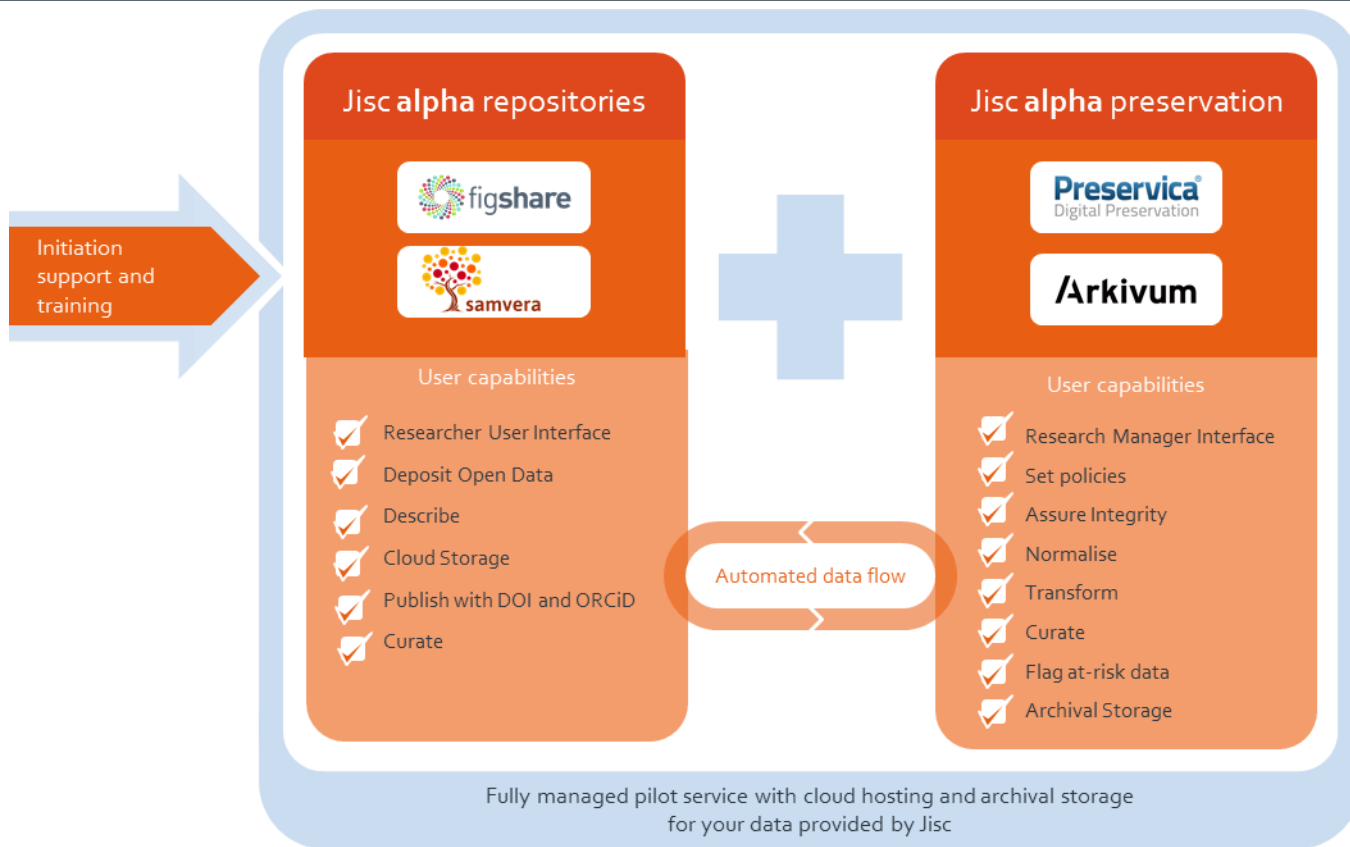 Initiation
support and
training
Jisc alpha repositories
figshare
samvera
User capabilities
Researcher User Interface
Deposit Open Data
Describe
Cloud Storage
Publish with DOI and ORCiD
Curate
Automated data flow
Jisc alpha preservation
Preservica®
Digital Preservation
Arkivum
User capabilities
Research Manager Interface
Set policies
Assure Integrity
Normalise
Transform
Curate
Flag at-risk data
Archival Storage
Fully managed pilot service with cloud hosting and archival storage
for your data provided by Jisc